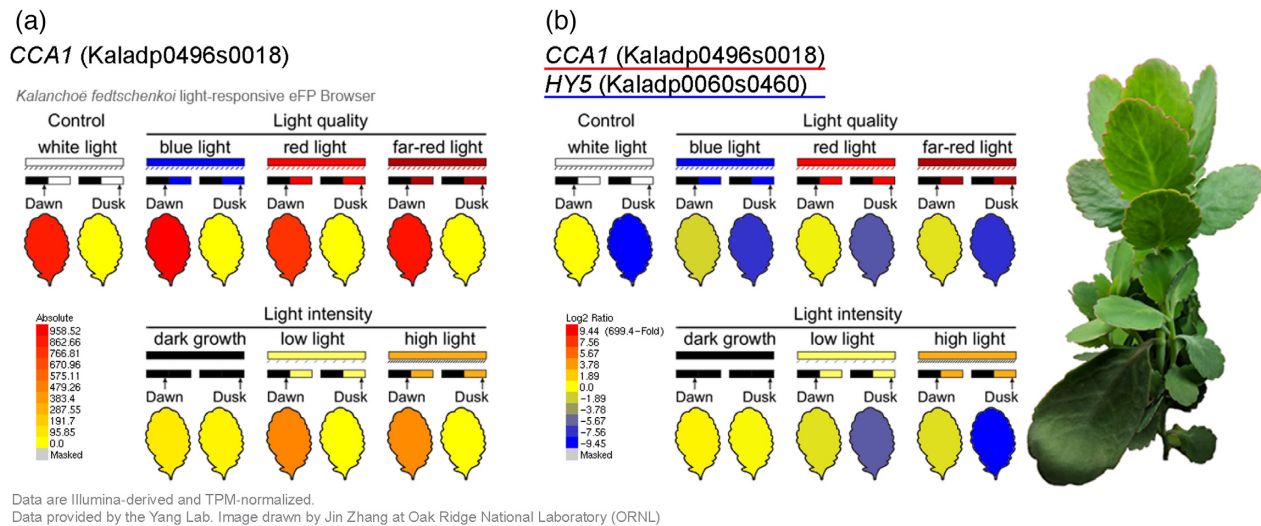 (a)
CCA1 (Kaladp0496s0018)
Kalanchoë fedtschenkoi light-responsive eFP Browser
Control
Light quality
white light
blue light
red light
far-red light
Dawn
Dusk
Dawn
Dusk
Dawn
Dusk
Dawn
Dusk
Light intensity
dark growth
low light
high light
Dawn
Dusk
Dawn
Dusk
Dawn
Dusk
Absolute
958.52
862.66
766.81
670.96
575.11
479.26
383.4
287.55
191.7
95.85
0.0
Masked
(b)
CCA1 (Kaladp0496s0018)
HY5 (Kaladp0060s0460)
Control
Light quality
white light
blue light
red light
far-red light
Dawn
Dusk
Dawn
Dusk
Dawn
Dusk
Dawn
Dusk
Light intensity
dark growth
low light
high light
Dawn
Dusk
Dawn
Dusk
Dawn
Dusk
Log2 Ratio
9.44 (699.4-Fold)
7.56
5.67
3.78
1.89
0.0
-1.89
-3.78
-5.67
-7.56
-9.45
Masked
Data are Illumina-derived and TPM-normalized.
Data provided by the Yang Lab. Image drawn by Jin Zhang at Oak Ridge National Laboratory (ORNL)